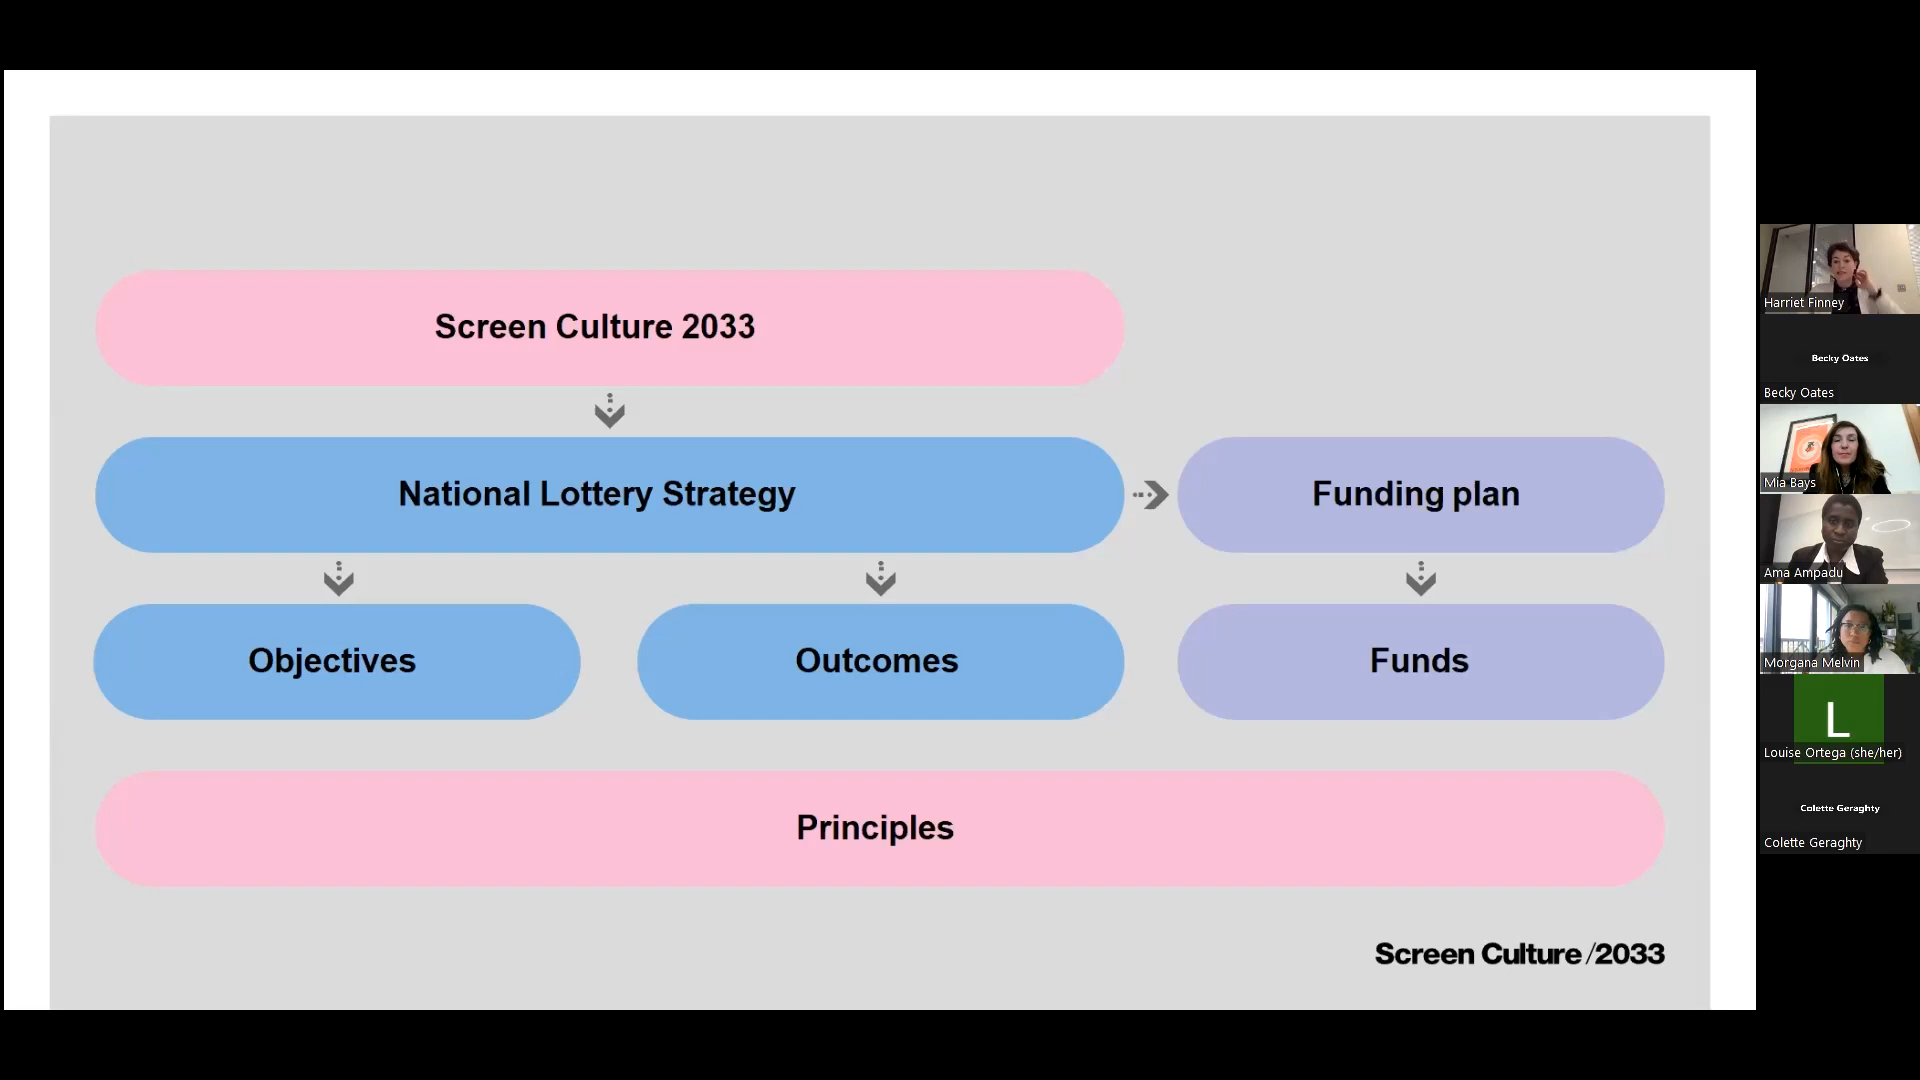 Screen Culture 2033
National Lottery Strategy
Funding plan
Objectives
Outcomes
Funds
Principles
Screen Culture /2033
Harriet Finney
Becky Oates
Becky Oates
Mia Bays
Ama Ampadu
Morgana Melvin
L
Louise Ortega (she/her)
Colette Geraghty
Colette Geraghty